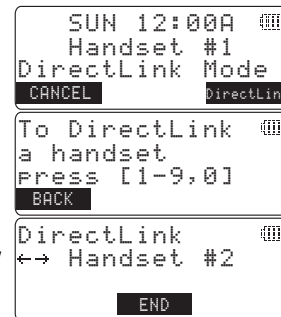 SUN 12:00A
Handset #1
DirectLink Mode
CANCEL DirectLin
To DirectLink
a handset
press [1-9,0]
BACK
DirectLink
←→ Handset #2
END